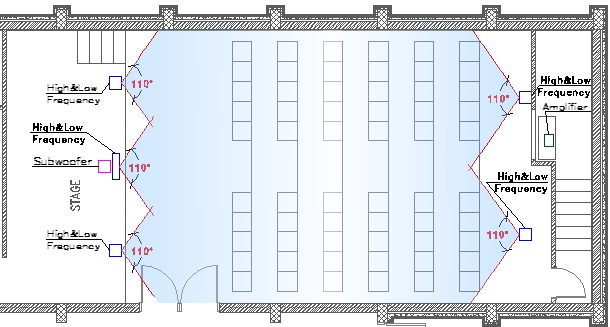 High&Low
Frequency
110°
High&Low
Frequency
Subwoofer
110°
STAGE
High&Low
Frequency
110°
High&Low
Frequency
110°
Amplifier
High&Low
Frequency
110°